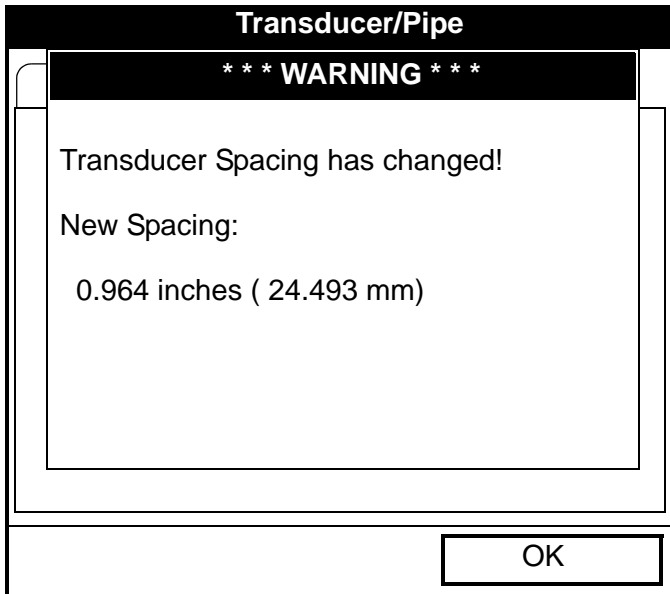 Transducer/Pipe
* * * WARNING * * *
Transducer Spacing has changed!
New Spacing:
0.964 inches ( 24.493 mm)
OK